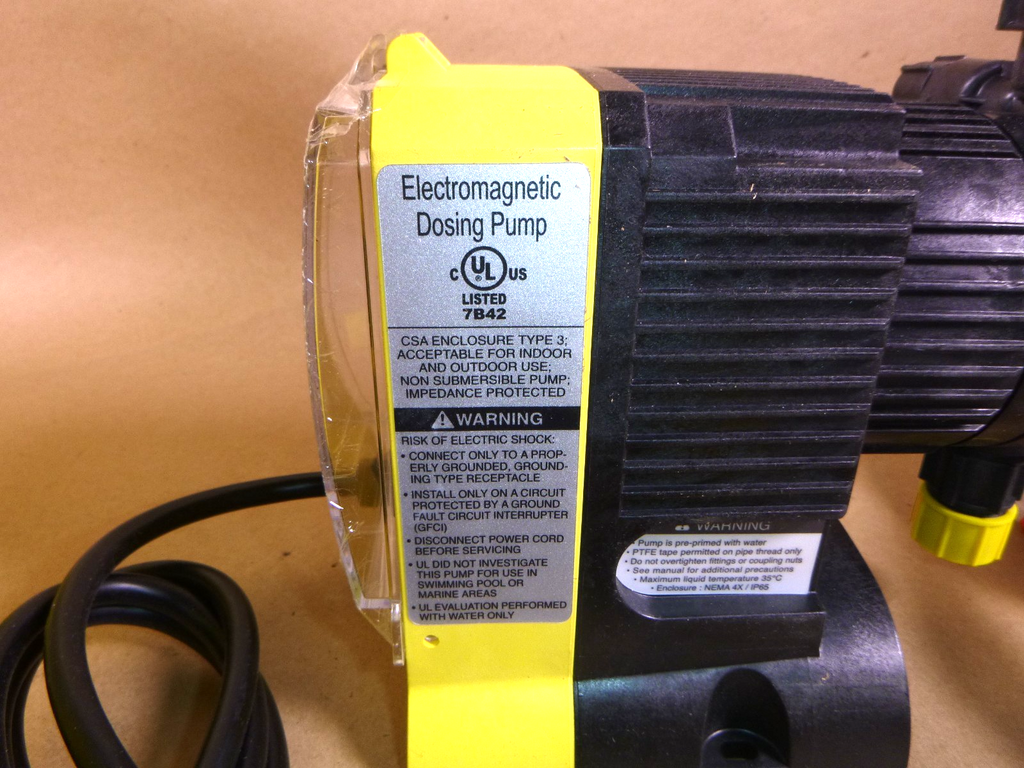 Electromagnetic
Dosing Pump
C UL ® US
LISTED
7B42
CSA ENCLOSURE TYPE 3;
ACCEPTABLE FOR INDOOR
AND OUTDOOR USE;
NON SUBMERSIBLE PUMP;
IMPEDANCE PROTECTED
WARNING
RISK OF ELECTRIC SHOCK:
• CONNECT ONLY TO A PROP-
ERLY GROUNDED, GROUND-
ING TYPE RECEPTACLE
• INSTALL ONLY ON A CIRCUIT
PROTECTED BY A GROUND
FAULT CIRCUIT INTERRUPTER
(GFCI)
• DISCONNECT POWER CORD
BEFORE SERVICING
• UL DID NOT INVESTIGATE
THIS PUMP FOR USE IN
SWIMMING POOL OR
MARINE AREAS
• UL EVALUATION PERFORMED
WITH WATER ONLY
WARNING
• Pump is pre-primed with water
• PTFE tape permitted on pipe thread only
• Do not overtighten fittings or coupling nuts
• See manual for additional precautions
• Maximum liquid temperature 35°C
• Enclosure : NEMA 4X / IP65